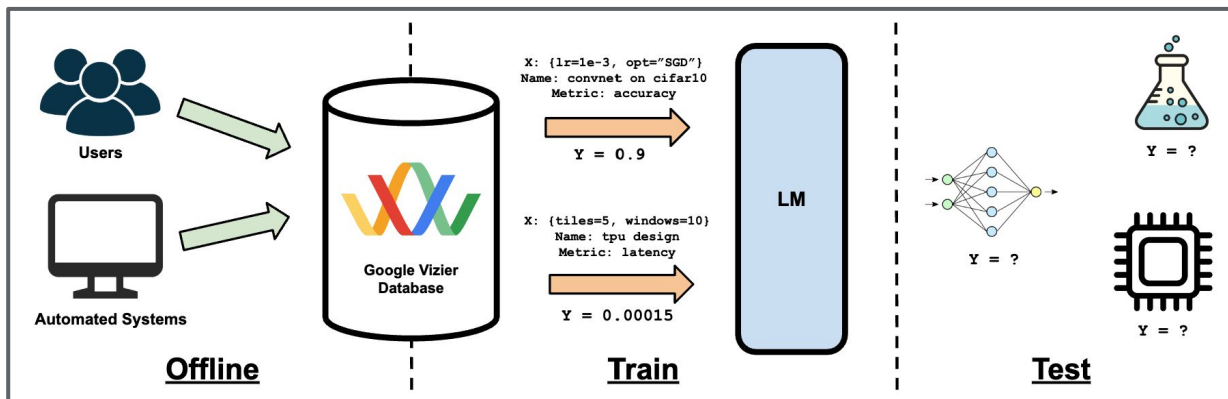 Users
Automated Systems
Offline
Google Vizier
Database
X: {lr=1e-3, opt=”SGD”}
Name: convnet on cifar10
Metric: accuracy
Y = 0.9
X: {tiles=5, windows=10}
Name: tpu design
Metric: latency
Y = 0.00015
Train
LM
Y = ?
Y = ?
Y = ?
Test